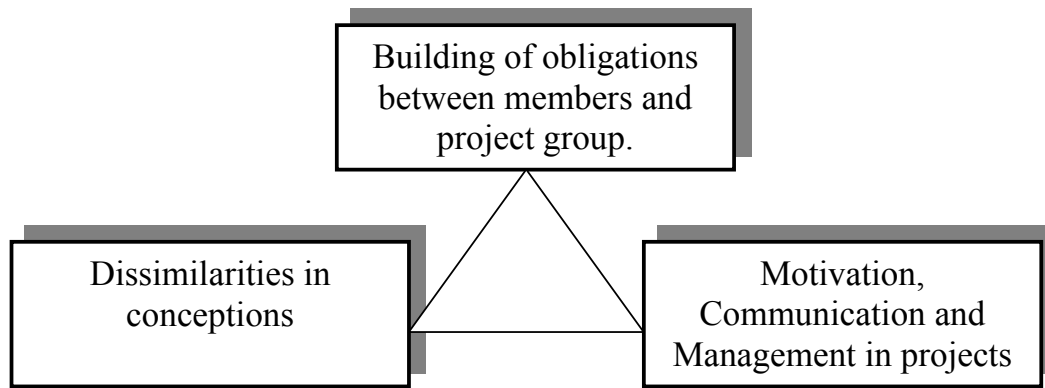 Building of obligations
between members and
project group.
Dissimilarities in
conceptions
Motivation,
Communication and
Management in projects